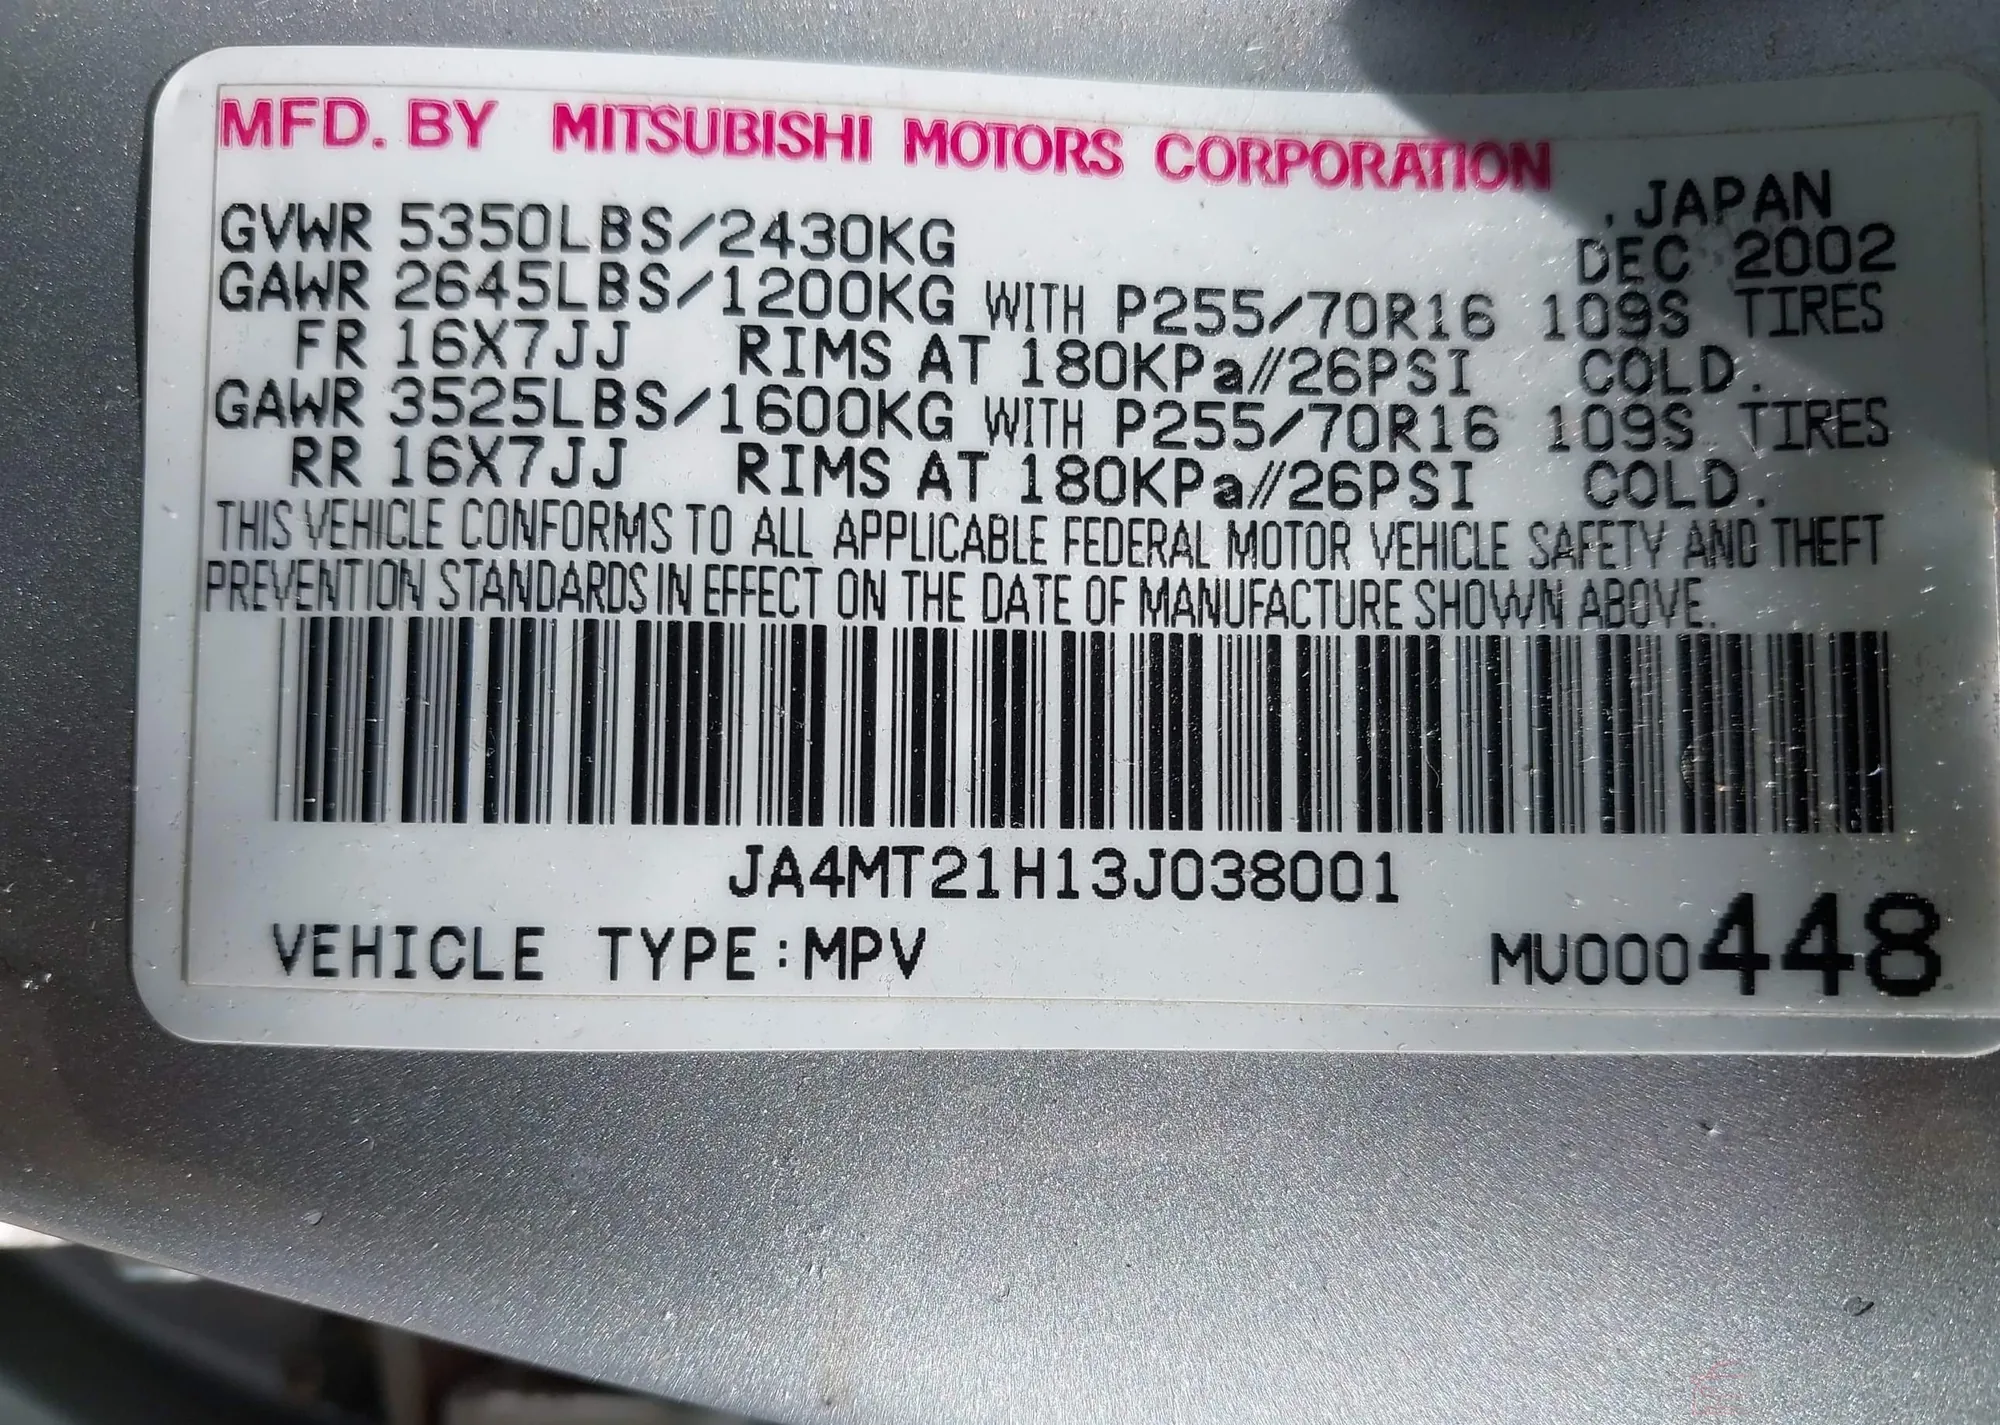 MFD. BY MITSUBISHI MOTORS CORPORATION
, JAPAN
GVWR 5350LBS/2430KG DEC 2002
GAWR 2645LBS/1200KG WITH P255/70R16 109S TIRES
FR 16X7JJ RIMS AT 180KPa//26PSI COLD.
GAWR 3525LBS/1600KG WITH P255/70R16 109S TIRES
RR 16X7JJ RIMS AT 180KPa//26PSI COLD.
THIS VEHICLE CONFORMS TO ALL APPLICABLE FEDERAL MOTOR VEHICLE SAFETY AND THEFT
PREVENTION STANDARDS IN EFFECT ON THE DATE OF MANUFACTURE SHOWN ABOVE.
JA4MT21H13J038001
VEHICLE TYPE:MPV MU000448